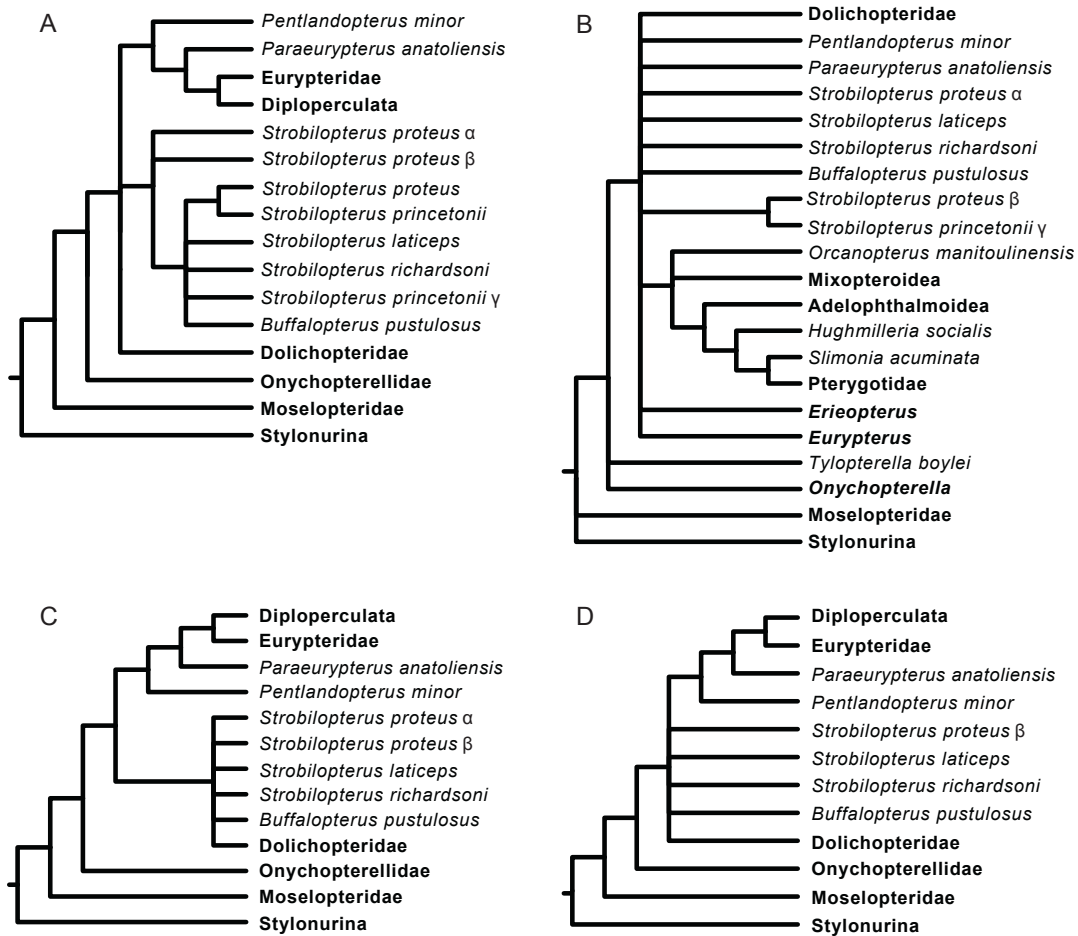 A
Pentlandopterus minor
Paraeurypterus anatoliensis
Eurypteridae
Diploperculata
Strobilopterus proteus α
Strobilopterus proteus β
Strobilopterus proteus
Strobilopterus princetonii
Strobilopterus laticeps
Strobilopterus richardsoni
Strobilopterus princetonii γ
Buffalopterus pustulosus
Dolichopteridae
Onychopterellidae
Moselopteridae
Stylonurina
B
Dolichopteridae
Pentlandopterus minor
Paraeurypterus anatoliensis
Strobilopterus proteus α
Strobilopterus laticeps
Strobilopterus richardsoni
Buffalopterus pustulosus
Strobilopterus proteus β
Strobilopterus princetonii γ
Orcanopterus manitoulinensis
Mixopteroidea
Adelophthalmoidea
Hughmilleria socialis
Slimonia acuminata
Pterygotidae
Erieopterus
Eurypterus
Tylopterella boylei
Onychopterella
Moselopteridae
Stylonurina
C
Diploperculata
Eurypteridae
Paraeurypterus anatoliensis
Pentlandopterus minor
Strobilopterus proteus α
Strobilopterus proteus β
Strobilopterus laticeps
Strobilopterus richardsoni
Buffalopterus pustulosus
Dolichopteridae
Onychopterellidae
Moselopteridae
Stylonurina
D
Diploperculata
Eurypteridae
Paraeurypterus anatoliensis
Pentlandopterus minor
Strobilopterus proteus β
Strobilopterus laticeps
Strobilopterus richardsoni
Buffalopterus pustulosus
Dolichopteridae
Onychopterellidae
Moselopteridae
Stylonurina